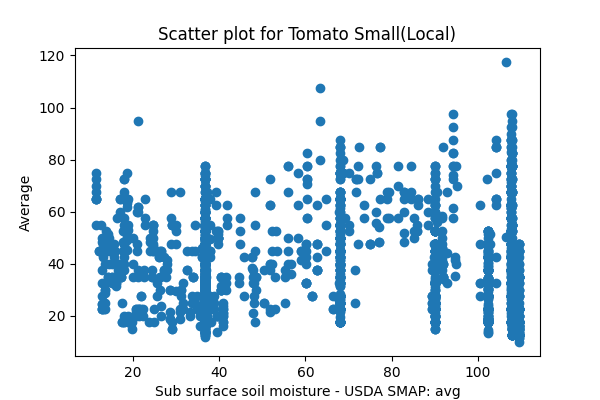 Scatter plot for Tomato Small(Local)
120
100
80
60
40
20
Average
20 40 60 80 100
Sub surface soil moisture - USDA SMAP: avg